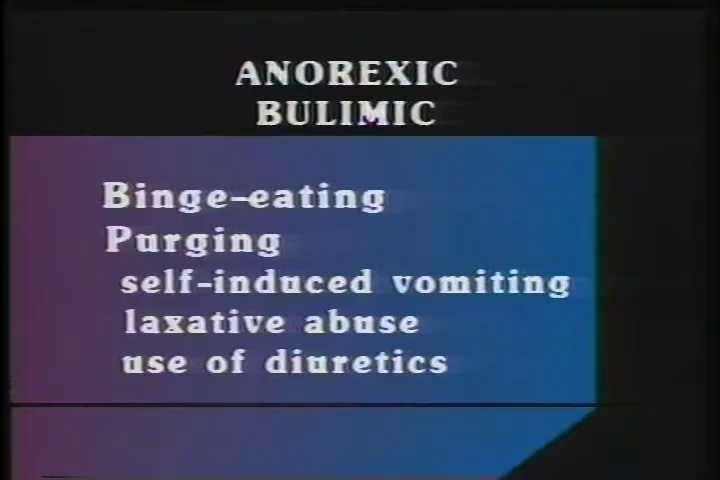 ANOREXIC
BULIMIC
Binge-eating
Purging
self-induced vomiting
laxative abuse
use of diuretics